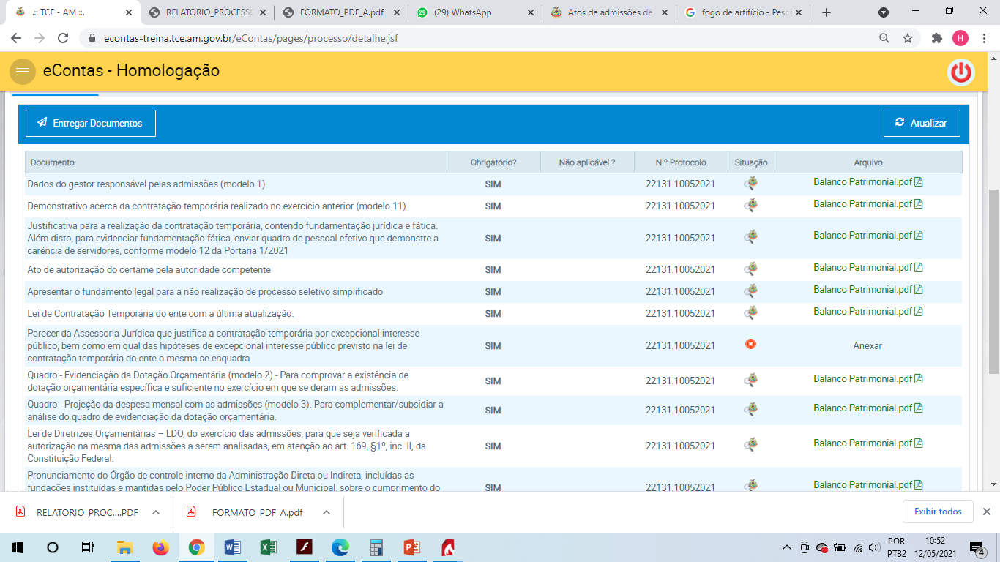 .:: TCE - AM ::.
RELATORIO_PROCESSO
FORMATO_PDF_A.pdf
(29) WhatsApp
Atos de admissões de
fogo de artifício - Pesq
econtas-treina.tce.am.gov.br/eContas/pages/processo/detalhe.jsf
H
eContas - Homologação
Entregar Documentos
Atualizar
Documento Obrigatório? Não aplicável ? N.º Protocolo Situação Arquivo
Dados do gestor responsável pelas admissões (modelo 1). SIM 22131.10052021 Balanco Patrimonial.pdf
Demonstrativo acerca da contratação temporária realizado no exercício anterior (modelo 11) SIM 22131.10052021 Balanco Patrimonial.pdf
Justificativa para a realização da contratação temporária, contendo fundamentação jurídica e fática.
Além disto, para evidenciar fundamentação fática, enviar quadro de pessoal efetivo que demonstre a
carência de servidores, conforme modelo 12 da Portaria 1/2021
SIM 22131.10052021 Balanco Patrimonial.pdf
Ato de autorização do certame pela autoridade competente SIM 22131.10052021 Balanco Patrimonial.pdf
Apresentar o fundamento legal para a não realização de processo seletivo simplificado SIM 22131.10052021 Balanco Patrimonial.pdf
Lei de Contratação Temporária do ente com a última atualização. SIM 22131.10052021 Balanco Patrimonial.pdf
Parecer da Assessoria Jurídica que justifica a contratação temporária por excepcional interesse
público, bem como em qual das hipóteses de excepcional interesse público previsto na lei de
contratação temporária do ente o mesma se enquadra.
SIM 22131.10052021 Anexar
Quadro - Evidenciação da Dotação Orçamentária (modelo 2) - Para comprovar a existência de
dotação orçamentária específica e suficiente no exercício em que se deram as admissões.
SIM 22131.10052021 Balanco Patrimonial.pdf
Quadro - Projeção da despesa mensal com as admissões (modelo 3). Para complementar/subsidiar a
análise do quadro de evidenciação da dotação orçamentária.
SIM 22131.10052021 Balanco Patrimonial.pdf
Lei de Diretrizes Orçamentárias – LDO, do exercício das admissões, para que seja verificada a
autorização na mesma das admissões a serem analisadas, em atenção ao art. 169, §1º, inc. II, da
Constituição Federal.
SIM 22131.10052021 Balanco Patrimonial.pdf
Pronunciamento do Órgão de controle interno da Administração Direta ou Indireta, incluídas as
fundações instituídas e mantidas pelo Poder Público Estadual ou Municipal, sobre o cumprimento do
SIM 22131.10052021 Balanco Patrimonial.pdf
RELATORIO_PROC....PDF
FORMATO_PDF_A.pdf
Exibir todos
POR 10:52
PTB2 12/05/2021
4